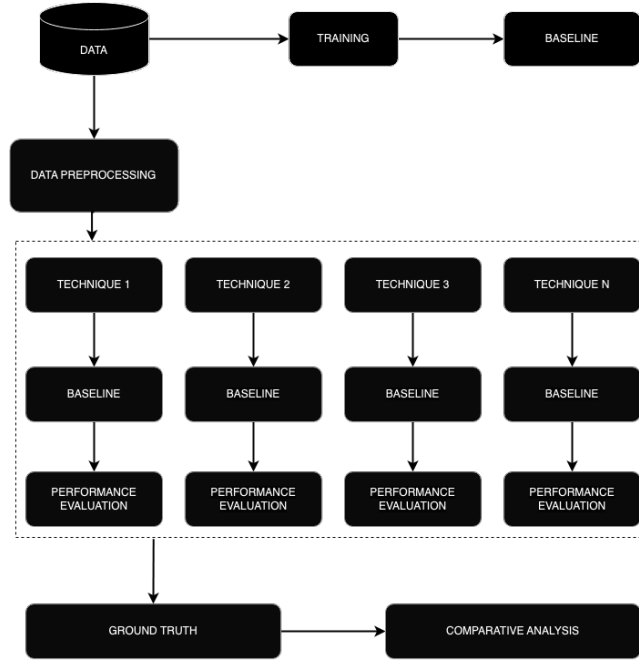 DATA
TRAINING
BASELINE
DATA PREPROCESSING
TECHNIQUE 1
TECHNIQUE 2
TECHNIQUE 3
TECHNIQUE N
BASELINE
BASELINE
BASELINE
BASELINE
PERFORMANCE
EVALUATION
PERFORMANCE
EVALUATION
PERFORMANCE
EVALUATION
PERFORMANCE
EVALUATION
GROUND TRUTH
COMPARATIVE ANALYSIS